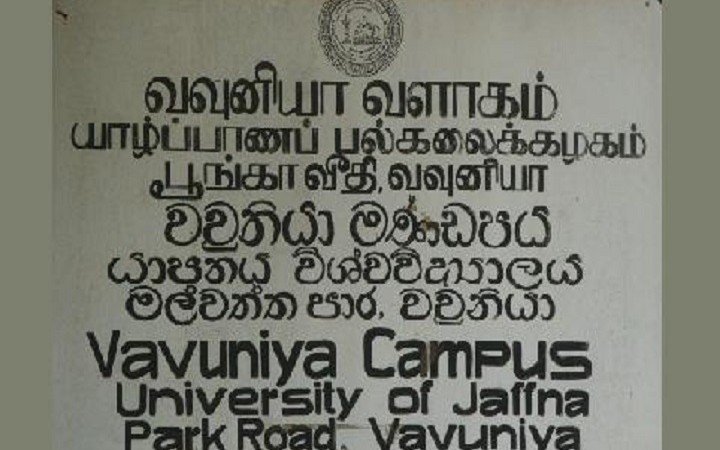 வவுனியா வளாகம்
யாழ்ப்பாணப் பல்கலைக்கழகம்
பூங்கா வீதி, வவுனியா
වවුනියා මණ්ඩපය
යාපනය විශ්වවිද්‍යාලය
මල්වත්ත පාර, වවුනියා
Vavuniya Campus
University of Jaffna
Park Road, Vavuniya